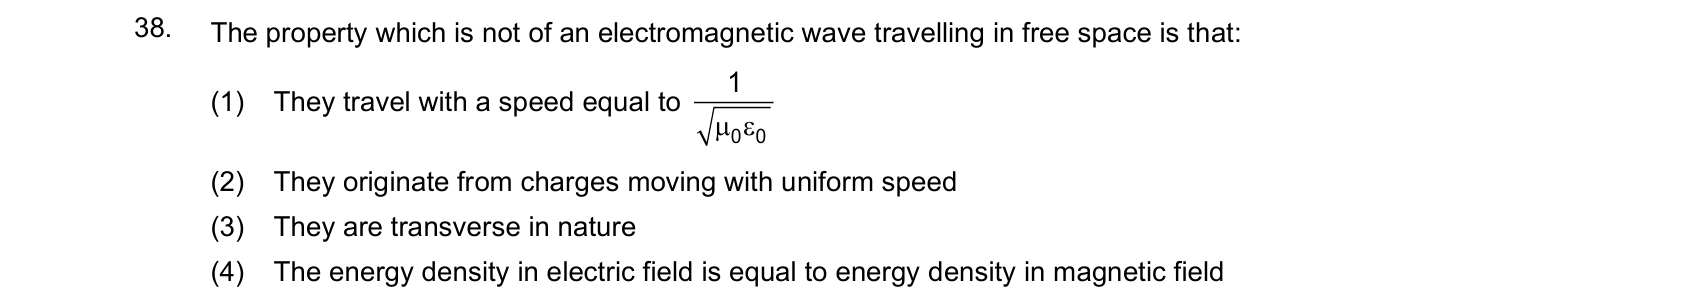 38. The property which is not of an electromagnetic wave travelling in free space is that:
(1) They travel with a speed equal to 1/√μ₀ε₀
(2) They originate from charges moving with uniform speed
(3) They are transverse in nature
(4) The energy density in electric field is equal to energy density in magnetic field